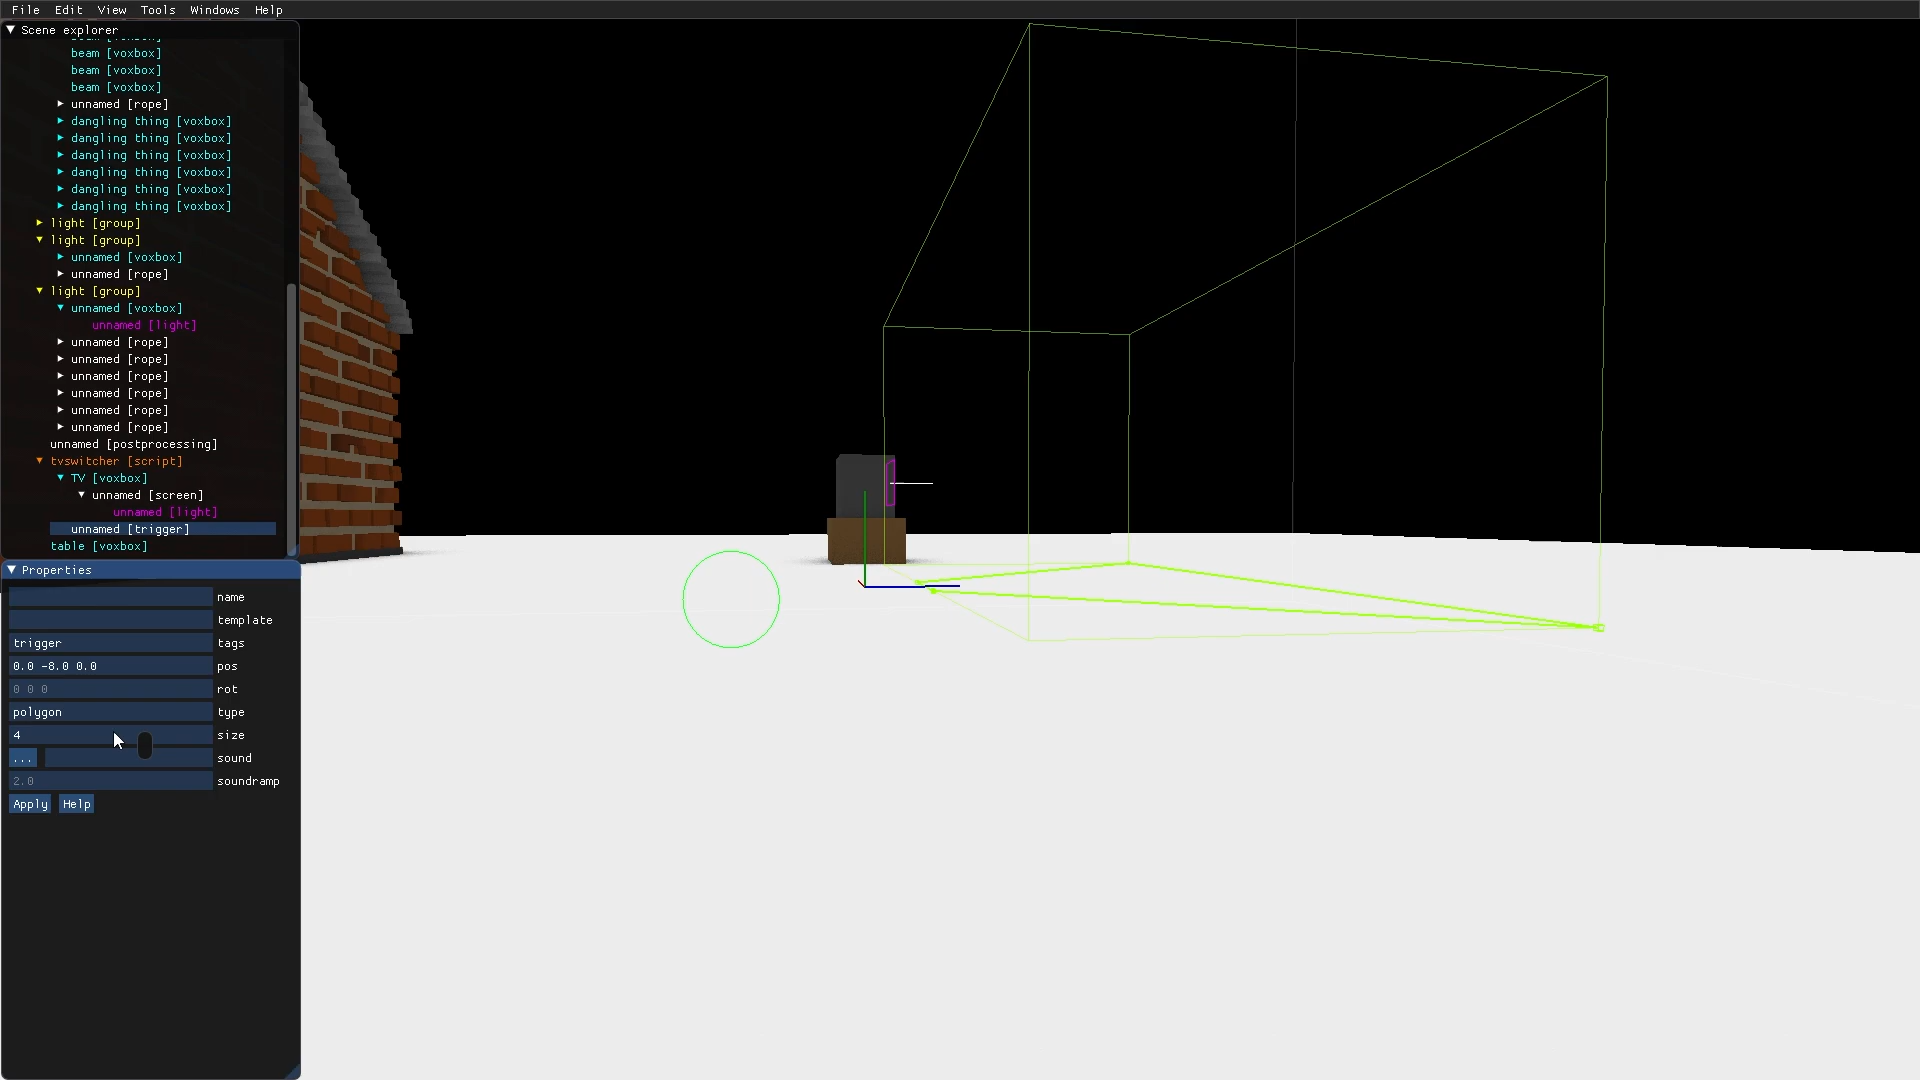 File Edit View Tools Windows Help
Scene explorer
beam [voxbox]
beam [voxbox]
beam [voxbox]
beam [voxbox]
unnamed [rope]
dangling thing [voxbox]
dangling thing [voxbox]
dangling thing [voxbox]
dangling thing [voxbox]
dangling thing [voxbox]
dangling thing [voxbox]
light [group]
light [group]
unnamed [voxbox]
unnamed [rope]
light [group]
unnamed [voxbox]
unnamed [light]
unnamed [rope]
unnamed [rope]
unnamed [rope]
unnamed [rope]
unnamed [rope]
unnamed [rope]
unnamed [postprocessing]
tvswitcher [script]
TV [voxbox]
unnamed [screen]
unnamed [light]
unnamed [trigger]
table [voxbox]
Properties
name
template
trigger tags
0.0 -8.0 0.0 pos
0 0 0 rot
polygon type
4 size
... sound
2.0 soundramp
Apply Help